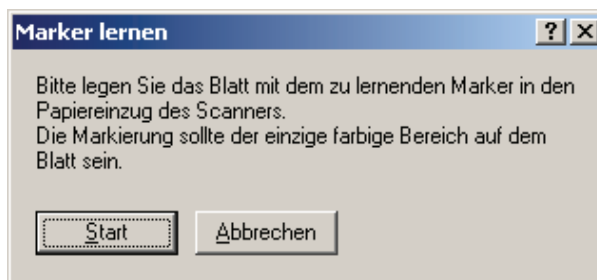 Marker lernen
Bitte legen Sie das Blatt mit dem zu lernenden Marker in den
Papiereinzug des Scanners.
Die Markierung sollte der einzige farbige Bereich auf dem
Blatt sein.
Start Abbrechen